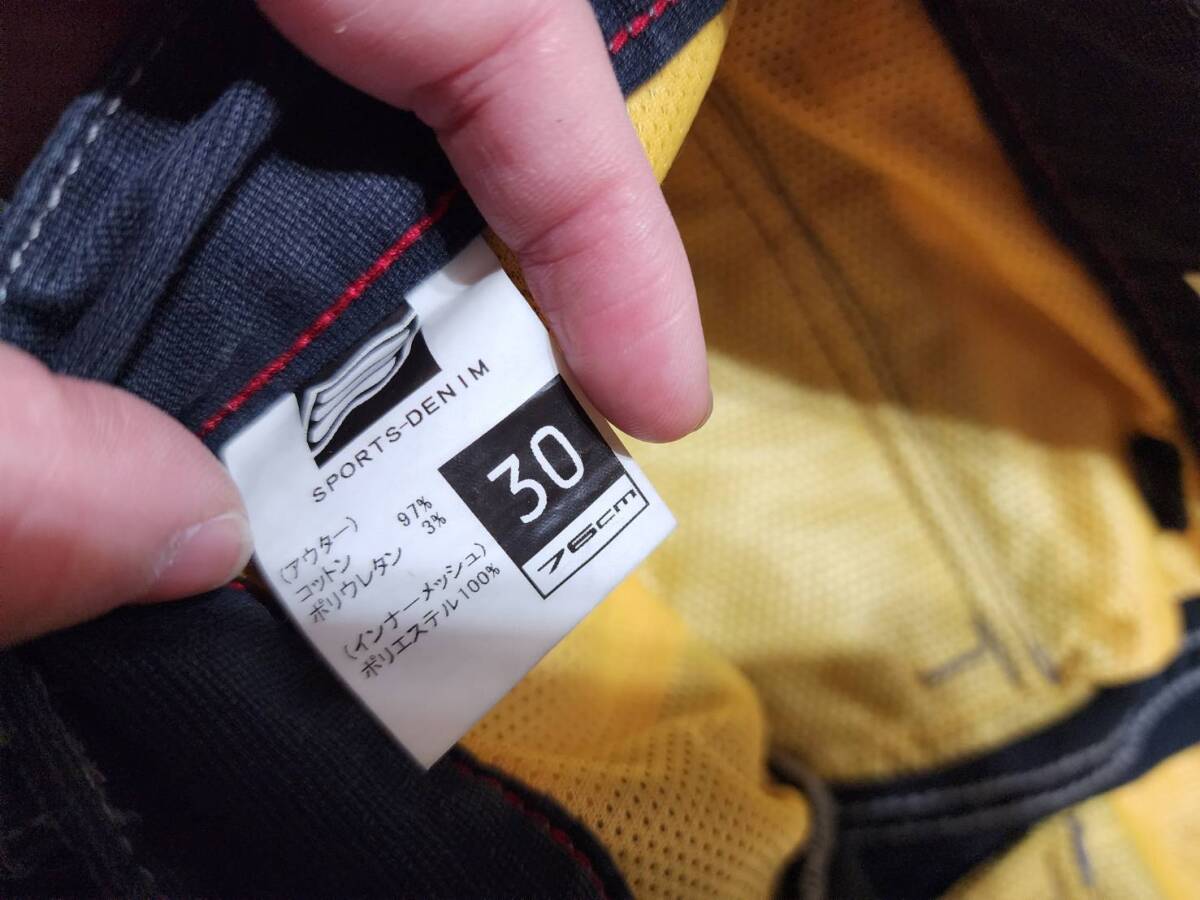 SPORTS-DENIM
30
76cm
(アウター)
コットン 97%
ポリウレタン 3%
(インナーメッシュ)
ポリエステル100%